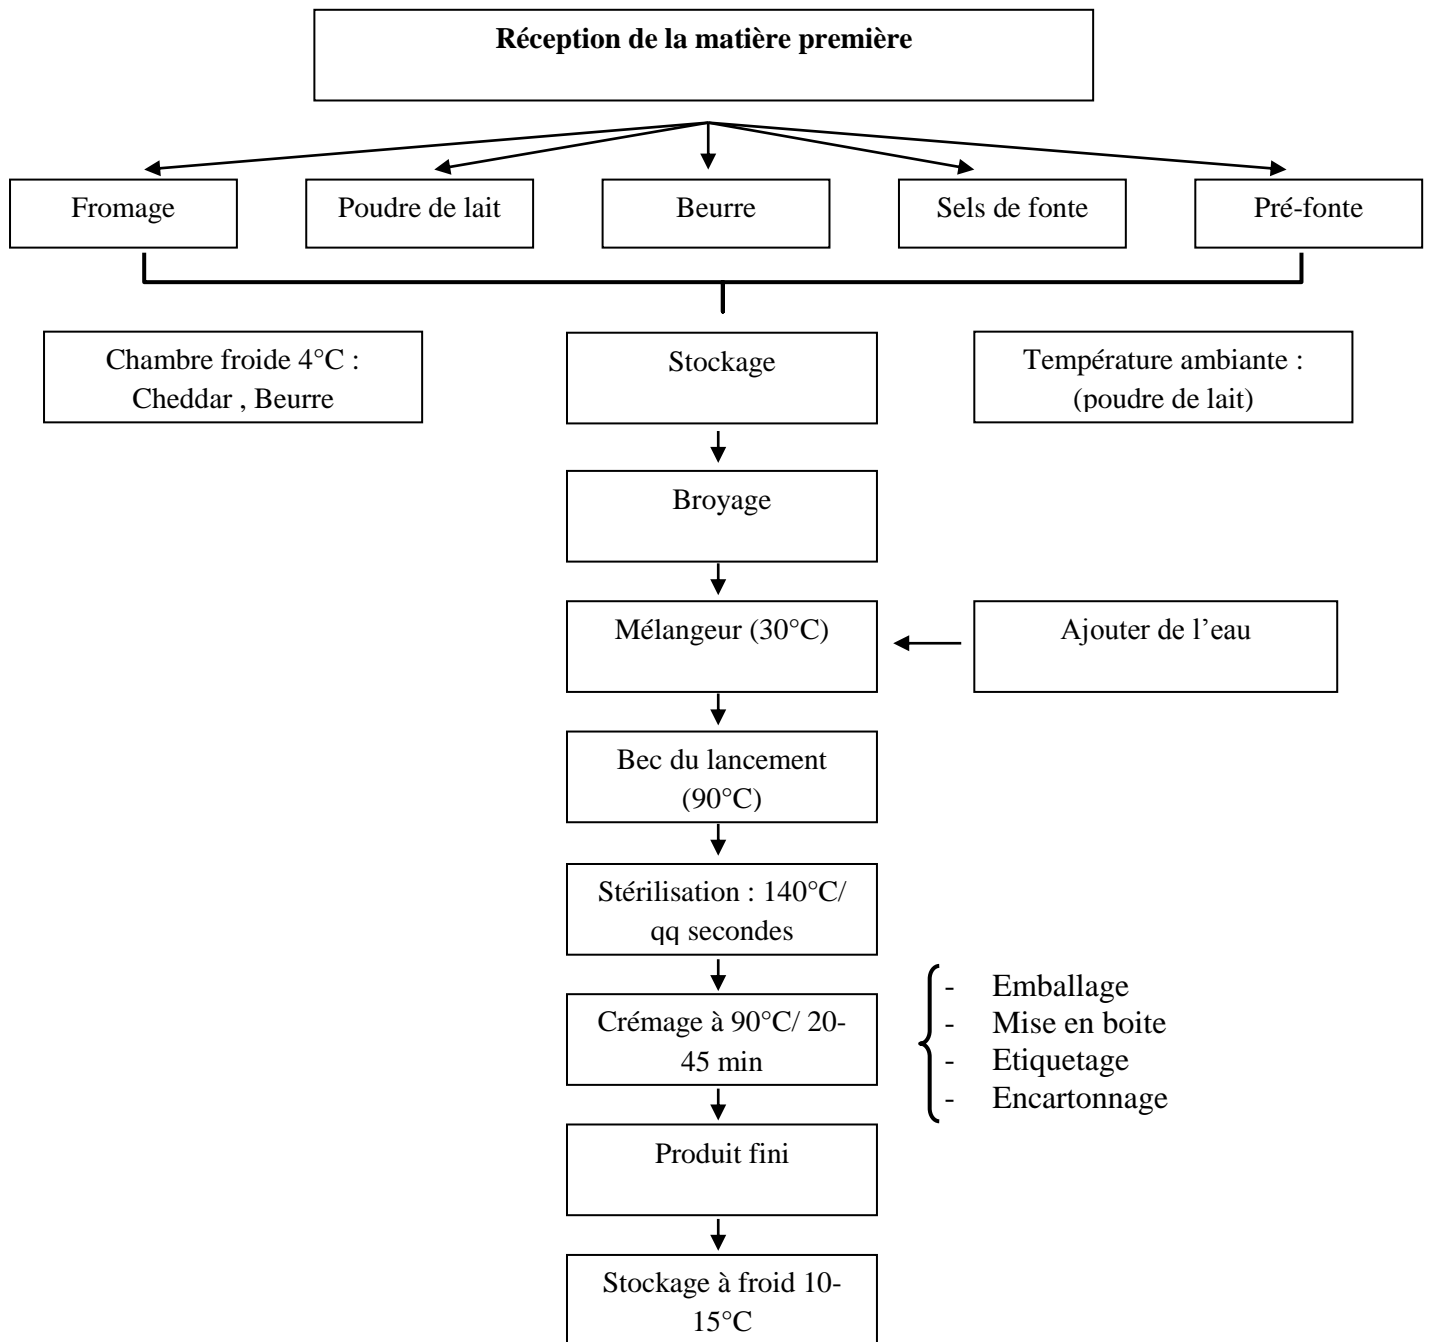 Réception de la matière première
Fromage
Poudre de lait
Beurre
Sels de fonte
Pré-fonte
Chambre froide 4°C :
Cheddar , Beurre
Stockage
Température ambiante :
(poudre de lait)
Broyage
Mélangeur (30°C)
Ajouter de l’eau
Bec du lancement
(90°C)
Stérilisation : 140°C/
qq secondes
Crémage à 90°C/ 20-
45 min
- Emballage
- Mise en boite
- Etiquetage
- Encartonnage
Produit fini
Stockage à froid 10-
15°C